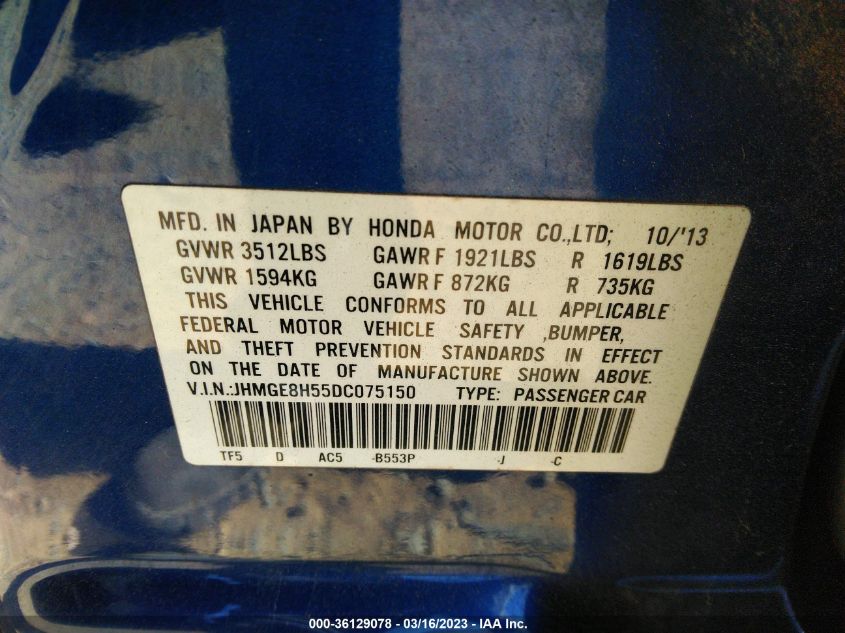 MFD. IN JAPAN BY HONDA MOTOR CO.,LTD; 10/'13
GVWR 3512LBS GAWR F 1921LBS R 1619LBS
GVWR 1594KG GAWR F 872KG R 735KG
THIS VEHICLE CONFORMS TO ALL APPLICABLE
FEDERAL MOTOR VEHICLE SAFETY ,BUMPER,
AND THEFT PREVENTION STANDARDS IN EFFECT
ON THE DATE OF MANUFACTURE SHOWN ABOVE.
V.I.N.:JHMGE8H55DC075150 TYPE: PASSENGER CAR
TF5 D AC5 -B553P -J -C
000-36129078 - 03/16/2023 - IAA Inc.